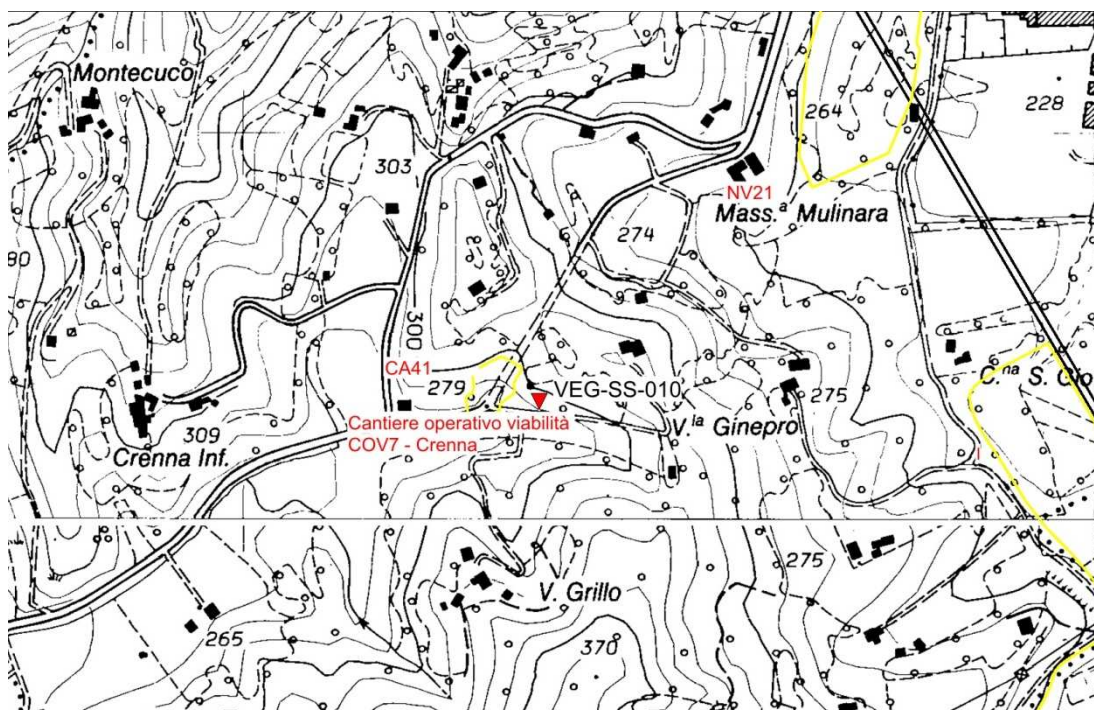 Montecuco
264
228
303
NV21
Mass.ª Mulinara
274
80
300
CA41
279
VEG-SS-010
C.na S. Gio
Cantiere operativo viabilità
COV7 - Crenna
V.la Ginepro
275
309
Crenna Inf.
275
V. Grillo
265
370